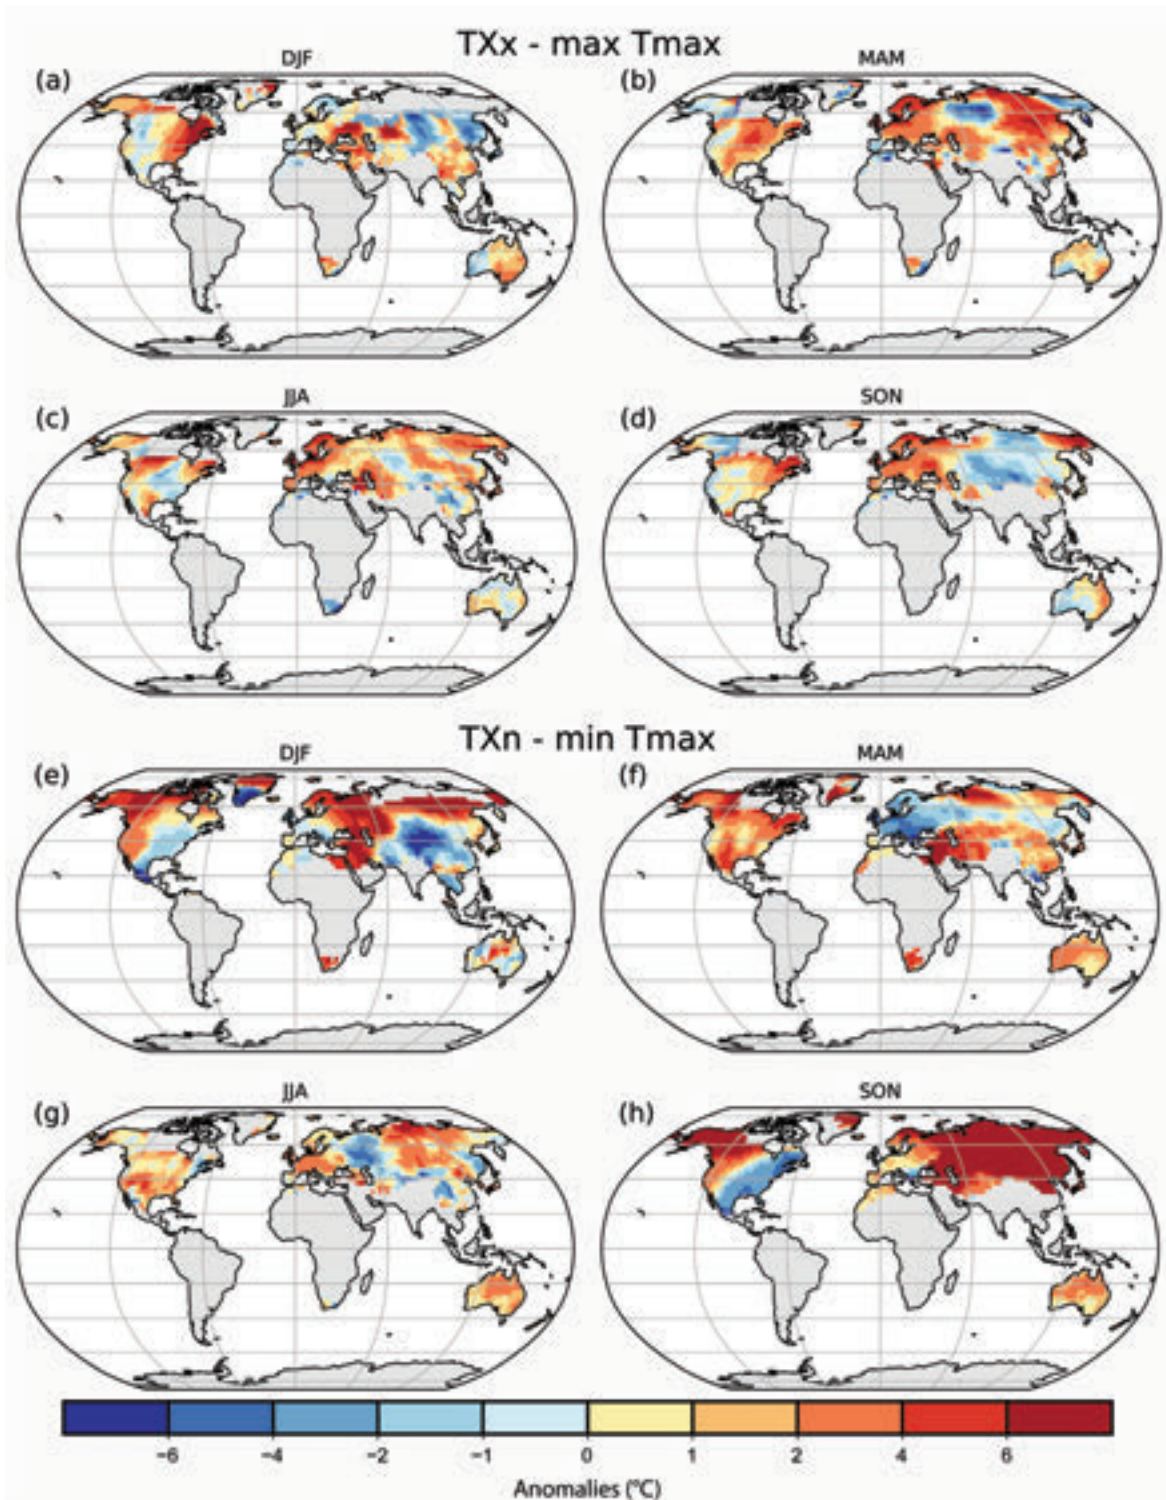 TXx - max Tmax
DJF
MAM
(a)
(b)
JJA
SON
(c)
(d)
TXn - min Tmax
DJF
MAM
(e)
(f)
JJA
SON
(g)
(h)
−6 −4 −2 −1 0 1 2 4 6
Anomalies (°C)